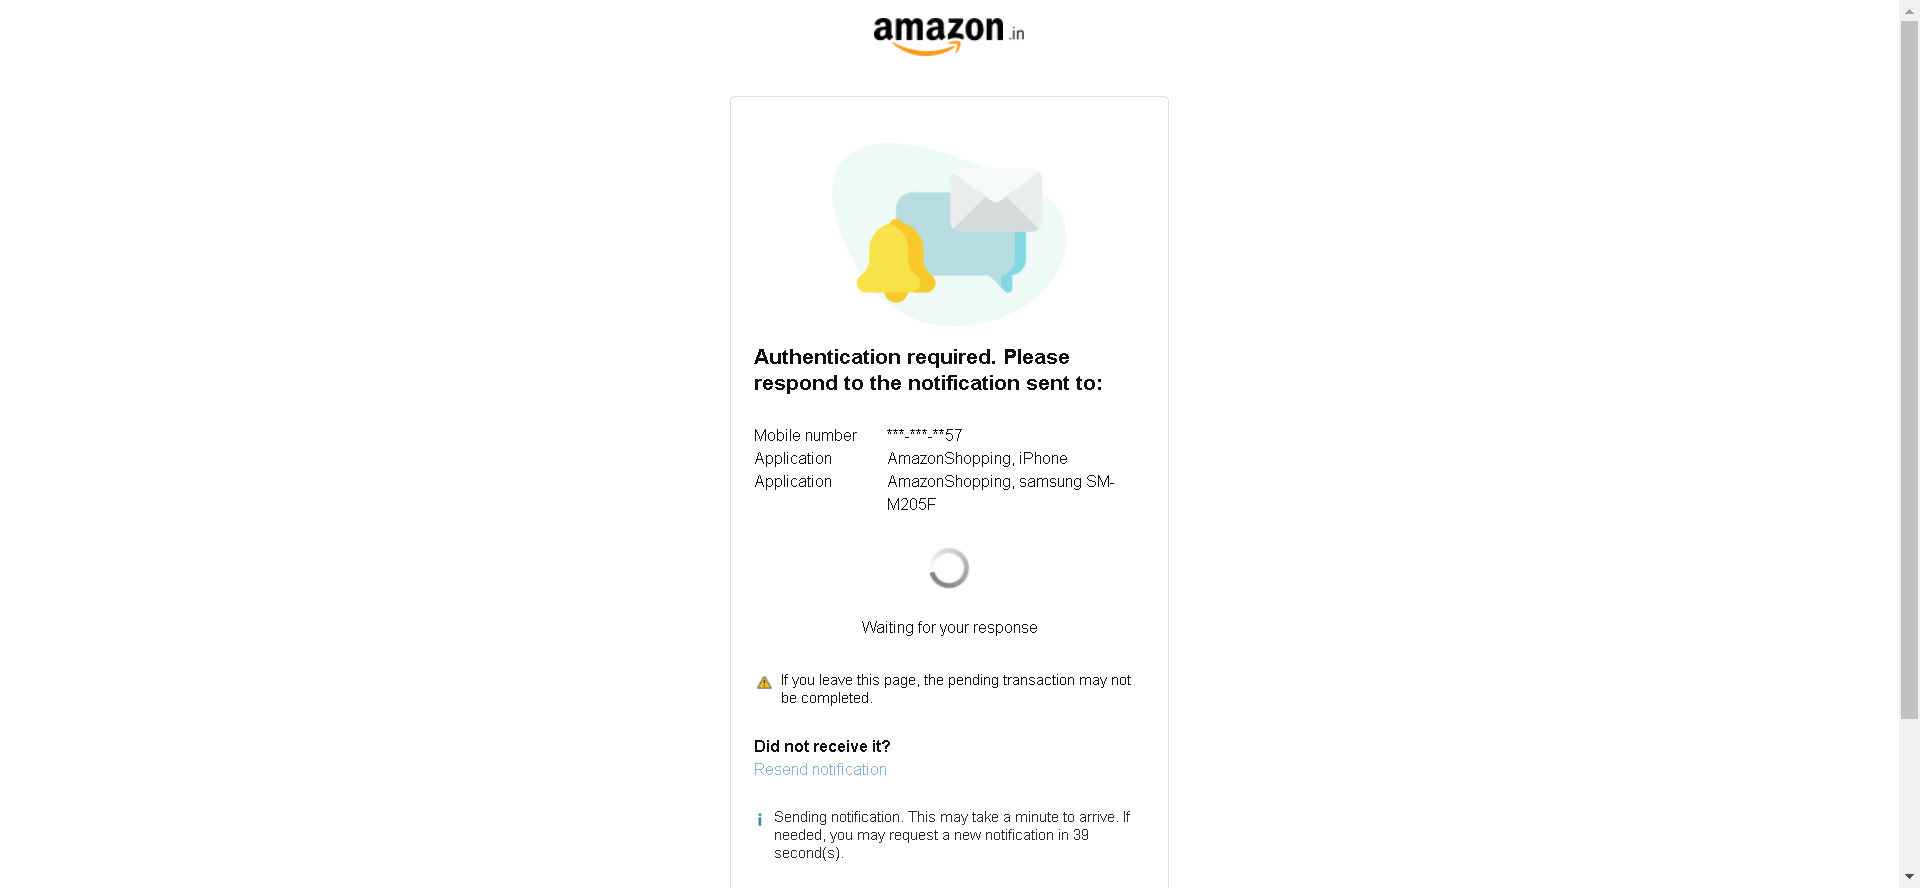 amazon.in
Authentication required. Please
respond to the notification sent to:
Mobile number ***-***-**57
Application AmazonShopping, iPhone
Application AmazonShopping, samsung SM-
M205F
Waiting for your response
If you leave this page, the pending transaction may not
be completed.
Did not receive it?
Resend notification
Sending notification. This may take a minute to arrive. If
needed, you may request a new notification in 39
second(s).